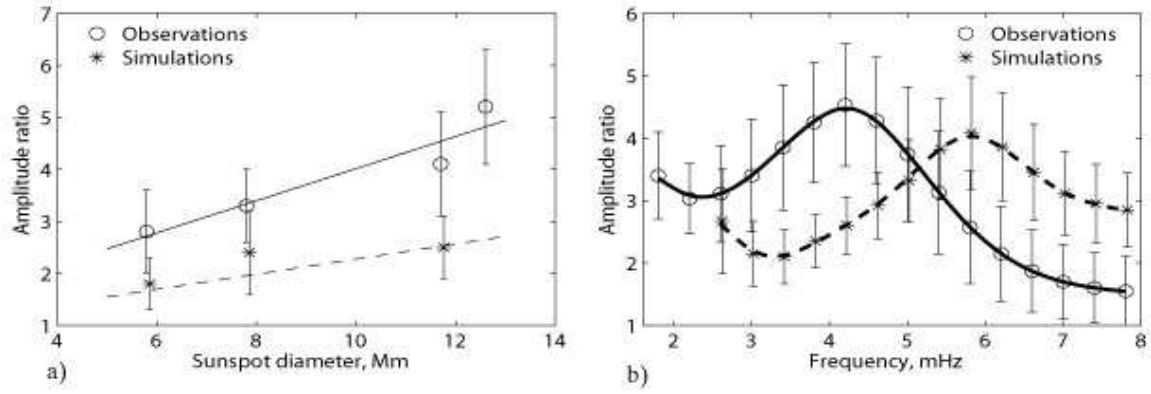 7
6
5
4
3
2
1
Amplitude ratio
Observations
Simulations
4 6 8 10 12 14
Sunspot diameter, Mm
a)
6
5
4
3
2
1
Amplitude ratio
Observations
Simulations
2 3 4 5 6 7 8
Frequency, mHz
b)